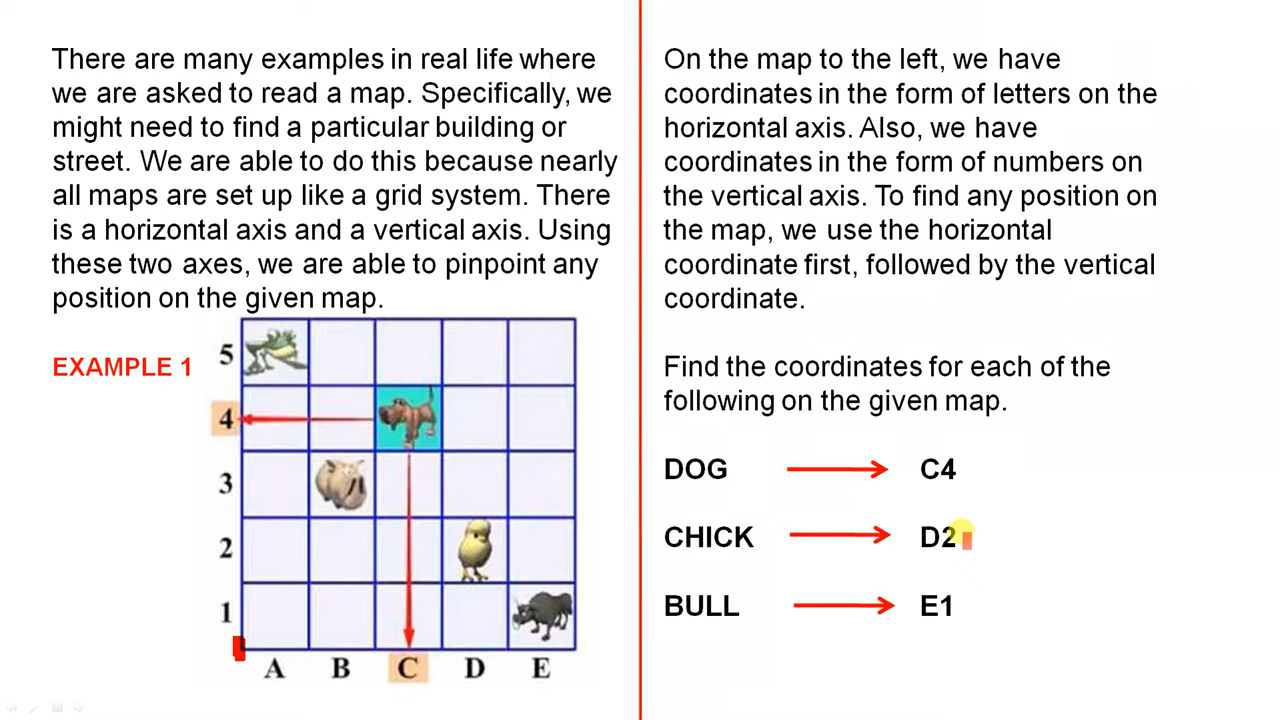 There are many examples in real life where
we are asked to read a map. Specifically, we
might need to find a particular building or
street. We are able to do this because nearly
all maps are set up like a grid system. There
is a horizontal axis and a vertical axis. Using
these two axes, we are able to pinpoint any
position on the given map.
EXAMPLE 1
5
4
3
2
1
A B C D E
On the map to the left, we have
coordinates in the form of letters on the
horizontal axis. Also, we have
coordinates in the form of numbers on
the vertical axis. To find any position on
the map, we use the horizontal
coordinate first, followed by the vertical
coordinate.
Find the coordinates for each of the
following on the given map.
DOG C4
CHICK D2
BULL E1